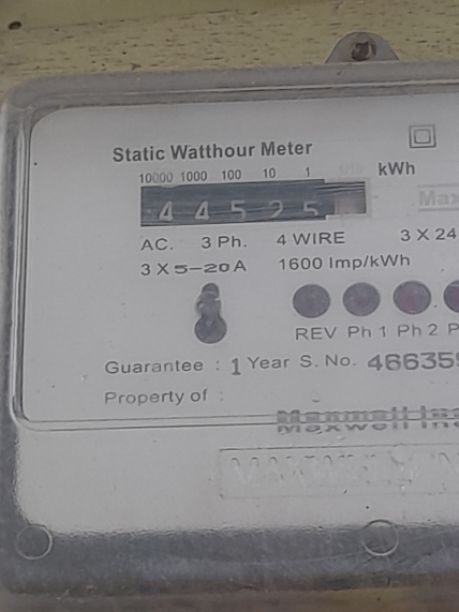 Static Watthour Meter
10000 1000 100 10 1 kWh
4 4 5 2 5
AC. 3 Ph. 4 WIRE 3 X 24
3 X 5-20 A 1600 Imp/kWh
REV Ph 1 Ph 2 P
Guarantee : 1 Year S. No. 466359
Property of :
Maxwell Ind